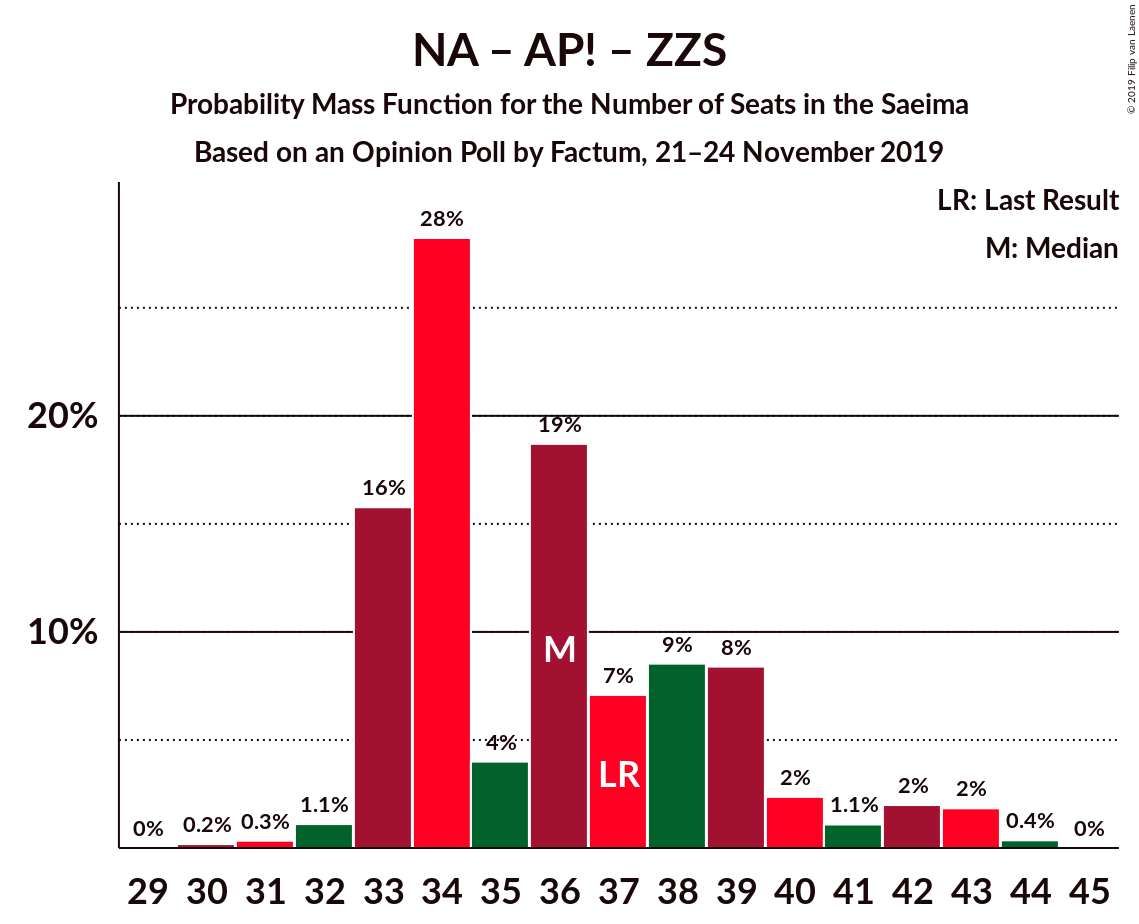 NA – AP! – ZZS
Probability Mass Function for the Number of Seats in the Saeima
Based on an Opinion Poll by Factum, 21–24 November 2019
© 2019 Filip van Laenen
LR: Last Result
M: Median
28%
20%
19%
16%
10%
M
9%
8%
7%
LR
4%
2%
2%
2%
1.1%
1.1%
0%
0.2%
0.3%
0.4%
0%
29 30 31 32 33 34 35 36 37 38 39 40 41 42 43 44 45